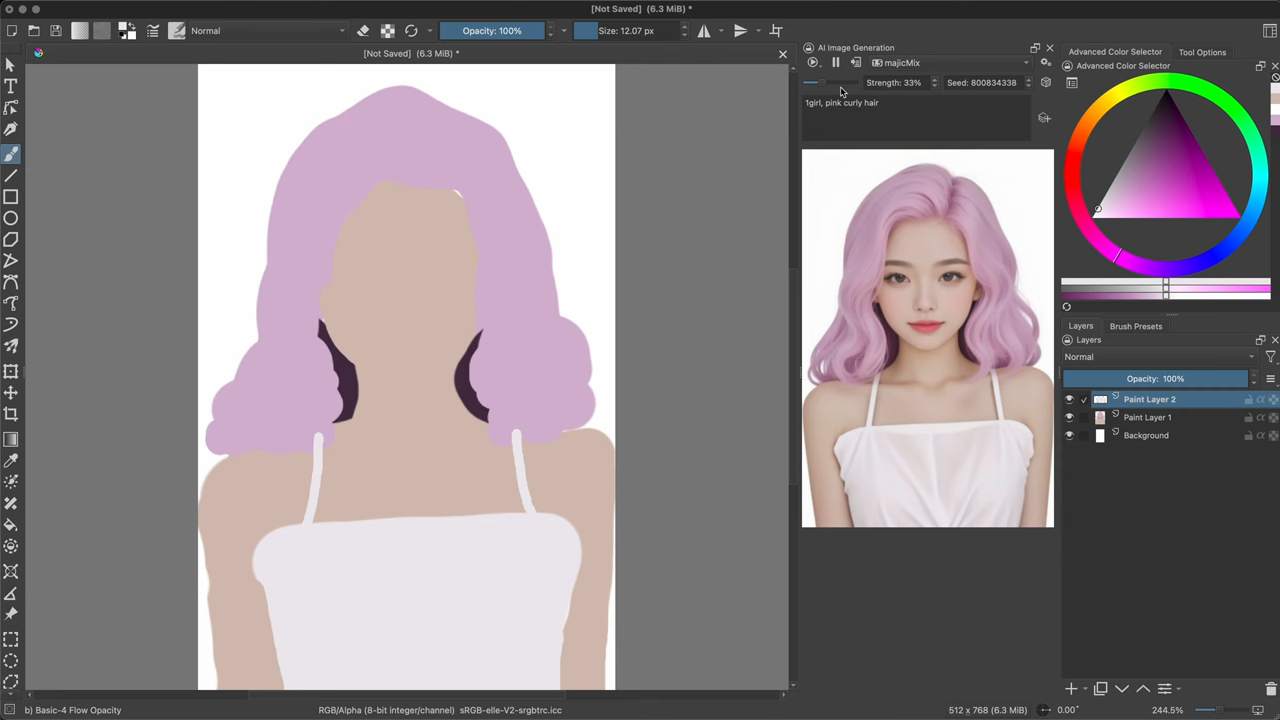 [Not Saved]  (6.3 MiB) *
Normal
Opacity: 100%
Size: 12.07 px
[Not Saved]  (6.3 MiB) *
AI Image Generation
majicMix
Strength: 33%
Seed: 800834338
1girl, pink curly hair
Advanced Color Selector
Tool Options
Advanced Color Selector
Layers
Brush Presets
Layers
Normal
Opacity:  100%
Paint Layer 2
Paint Layer 1
Background
b) Basic-4 Flow Opacity
RGB/Alpha (8-bit integer/channel)  sRGB-elle-V2-srgbtrc.icc
512 x 768 (6.3 MiB)
0.00°
244.5%